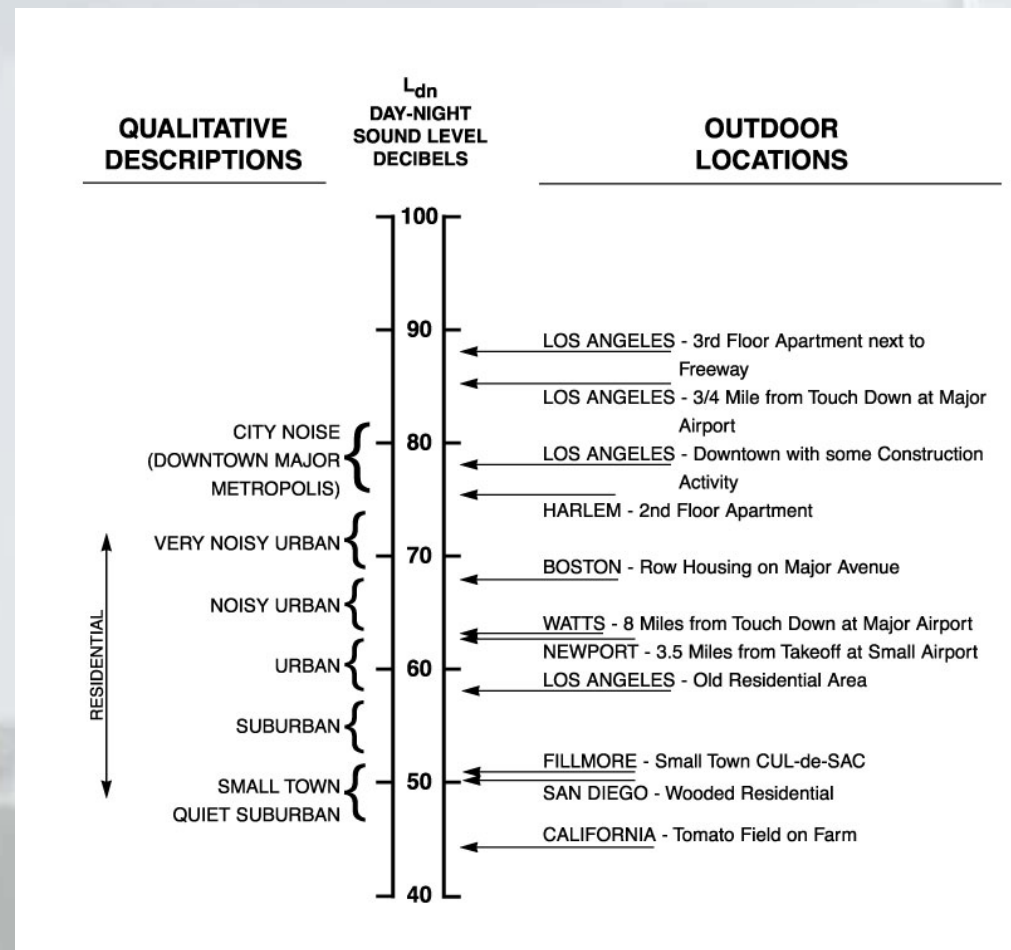 L_dn
DAY-NIGHT
SOUND LEVEL
DECIBELS
QUALITATIVE
DESCRIPTIONS
OUTDOOR
LOCATIONS
100
90
80
70
60
50
40
CITY NOISE
(DOWNTOWN MAJOR
METROPOLIS)
VERY NOISY URBAN
NOISY URBAN
URBAN
SUBURBAN
SMALL TOWN
QUIET SUBURBAN
RESIDENTIAL
LOS ANGELES - 3rd Floor Apartment next to
Freeway
LOS ANGELES - 3/4 Mile from Touch Down at Major
Airport
LOS ANGELES - Downtown with some Construction
Activity
HARLEM - 2nd Floor Apartment
BOSTON - Row Housing on Major Avenue
WATTS - 8 Miles from Touch Down at Major Airport
NEWPORT - 3.5 Miles from Takeoff at Small Airport
LOS ANGELES - Old Residential Area
FILLMORE - Small Town CUL-de-SAC
SAN DIEGO - Wooded Residential
CALIFORNIA - Tomato Field on Farm